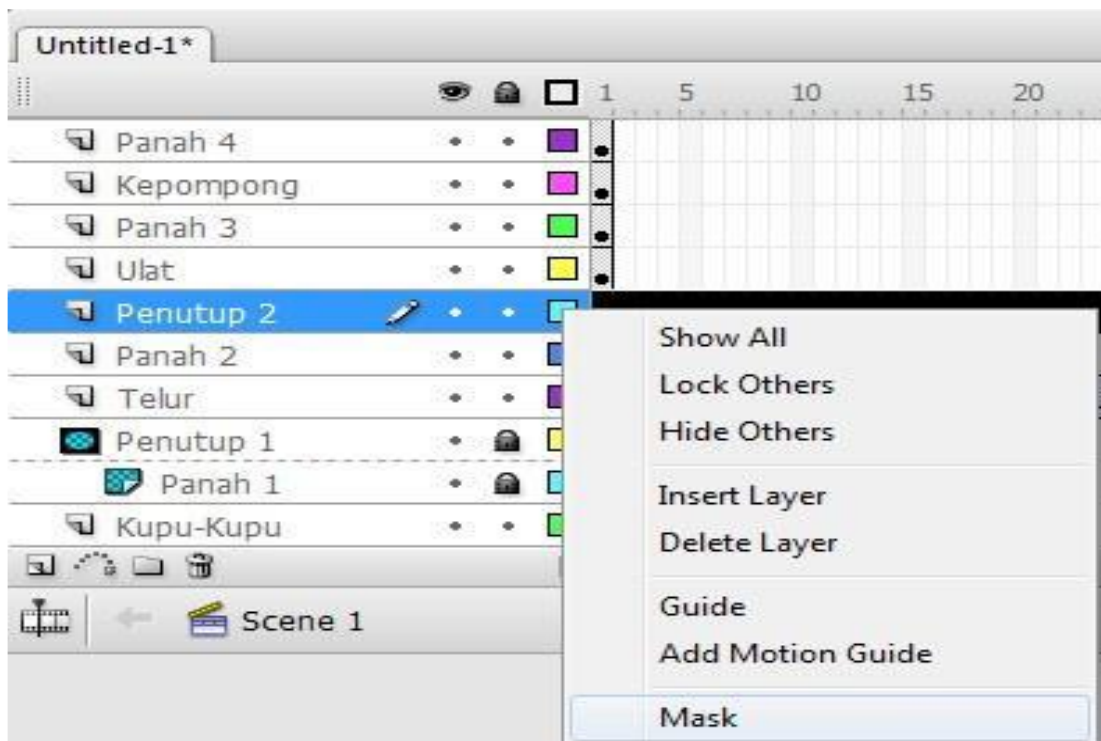 Untitled-1*
1 5 10 15 20
Panah 4
Kepompong
Panah 3
Ulat
Penutup 2
Panah 2
Telur
Penutup 1
Panah 1
Kupu-Kupu
Scene 1
Show All
Lock Others
Hide Others
Insert Layer
Delete Layer
Guide
Add Motion Guide
Mask